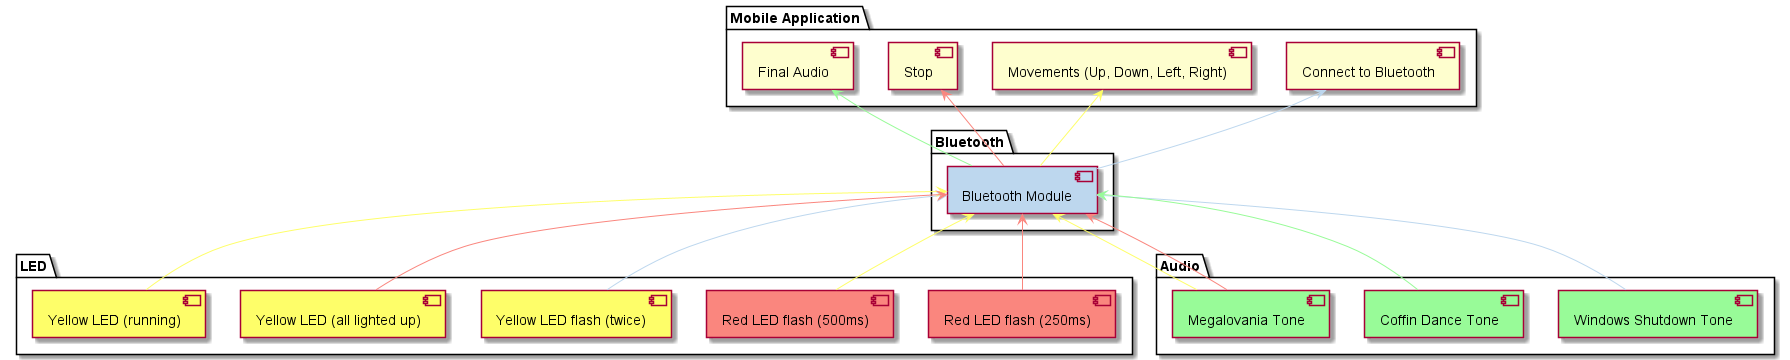 Mobile Application
Final Audio
Stop
Movements (Up, Down, Left, Right)
Connect to Bluetooth
Bluetooth
Bluetooth Module
LED
Yellow LED (running)
Yellow LED (all lighted up)
Yellow LED flash (twice)
Red LED flash (500ms)
Red LED flash (250ms)
Audio
Megalovania Tone
Coffin Dance Tone
Windows Shutdown Tone